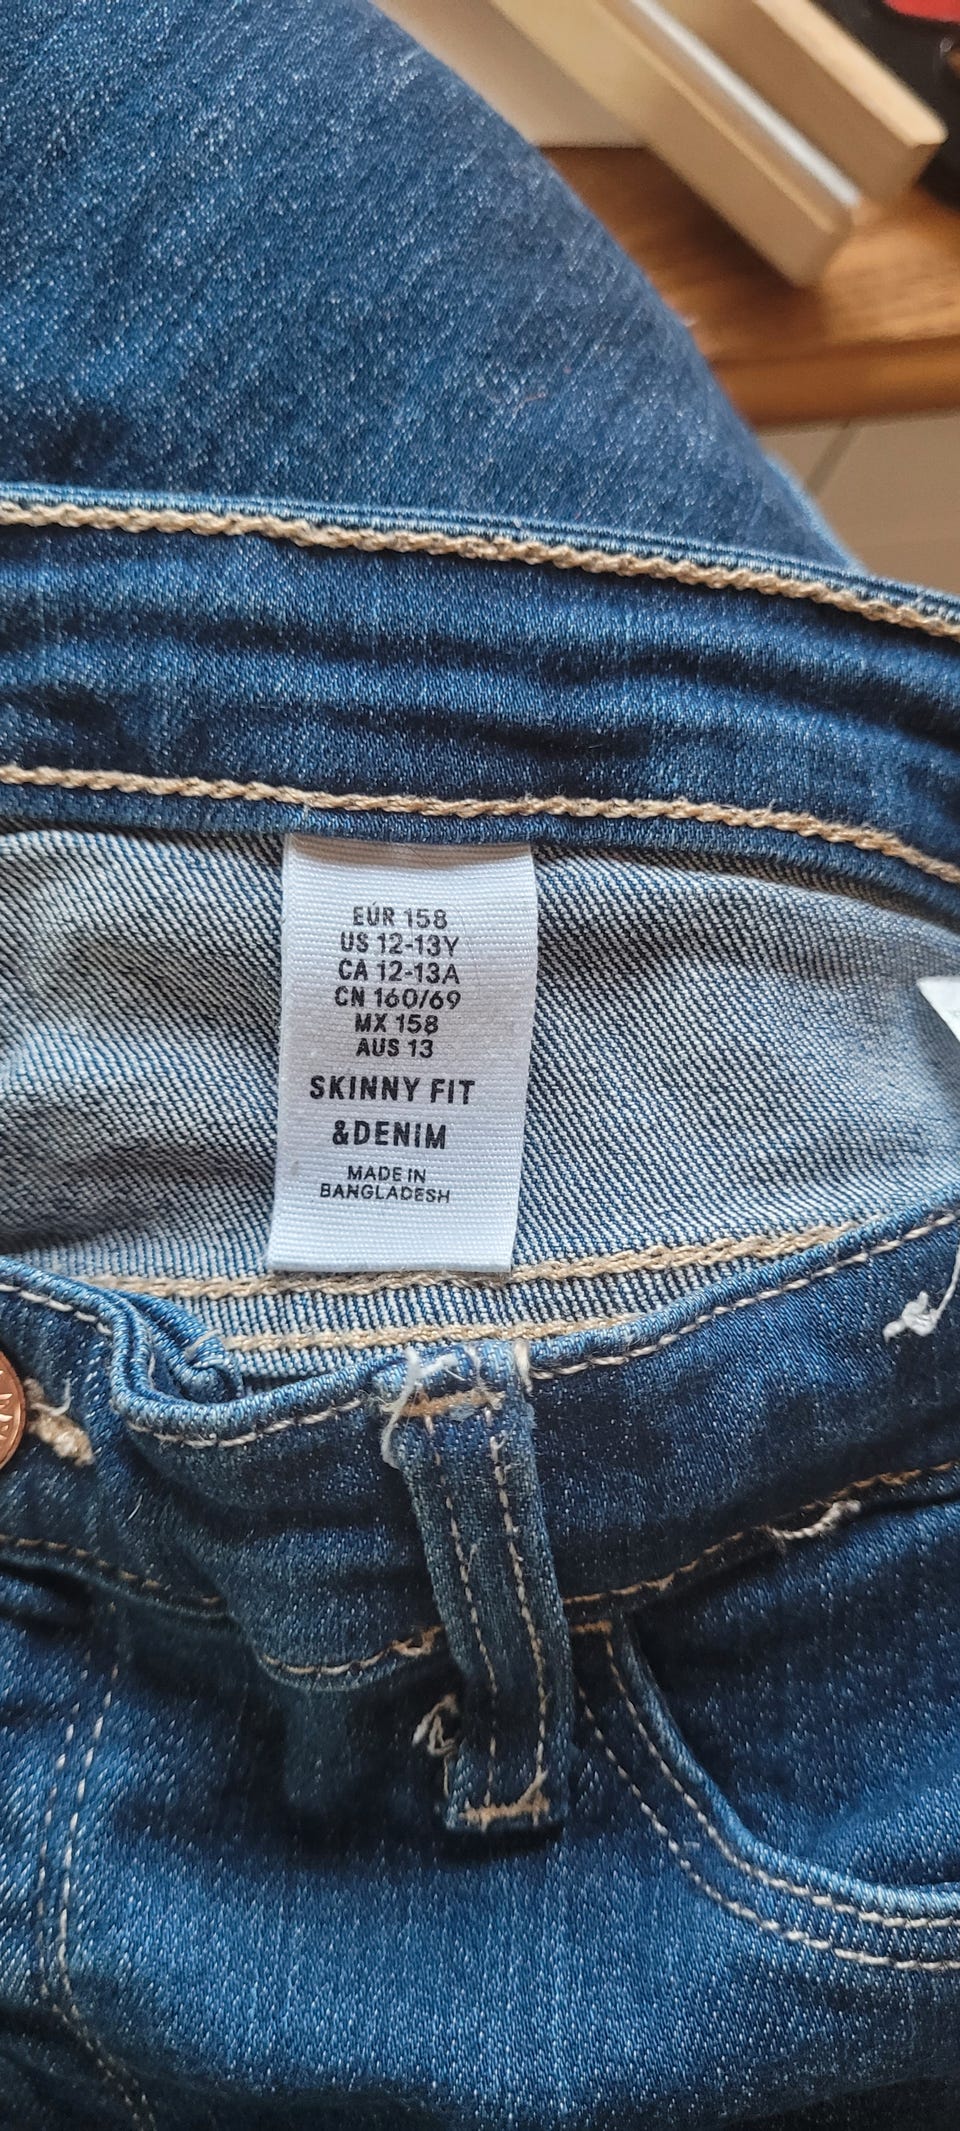 EUR 158
US 12-13Y
CA 12-13A
CN 160/69
MX 158
AUS 13
SKINNY FIT
&DENIM
MADE IN
BANGLADESH